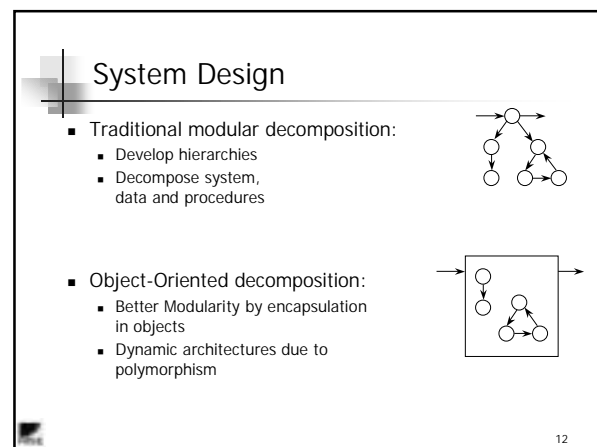 System Design
Traditional modular decomposition:
Develop hierarchies
Decompose system,
data and procedures
Object-Oriented decomposition:
Better Modularity by encapsulation
in objects
Dynamic architectures due to
polymorphism
12